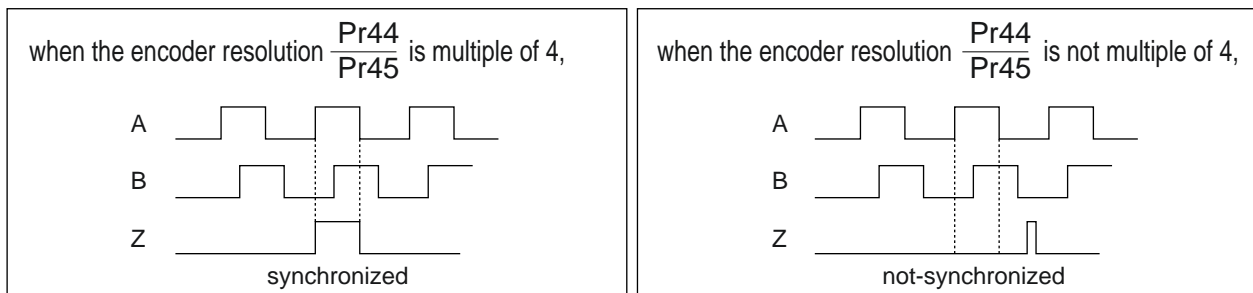 when the encoder resolution Pr44/Pr45 is multiple of 4,
A
B
Z
synchronized
when the encoder resolution Pr44/Pr45 is not multiple of 4,
A
B
Z
not-synchronized